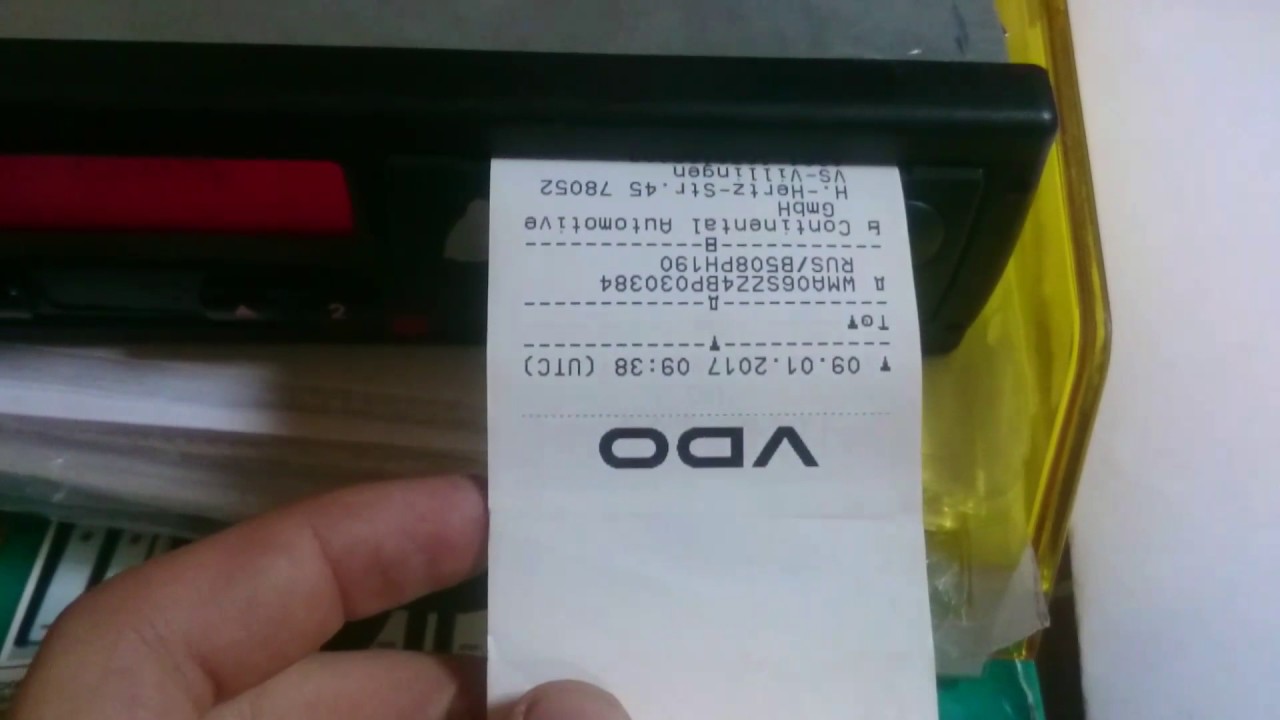 VDO
09.01.2017 09:38 (UTC)
WMA06SZZ4BP030384
RUS/B508PH190
Continental Automotive
GmbH
H.-Hertz-Str.45 78052
VS-Villingen
2